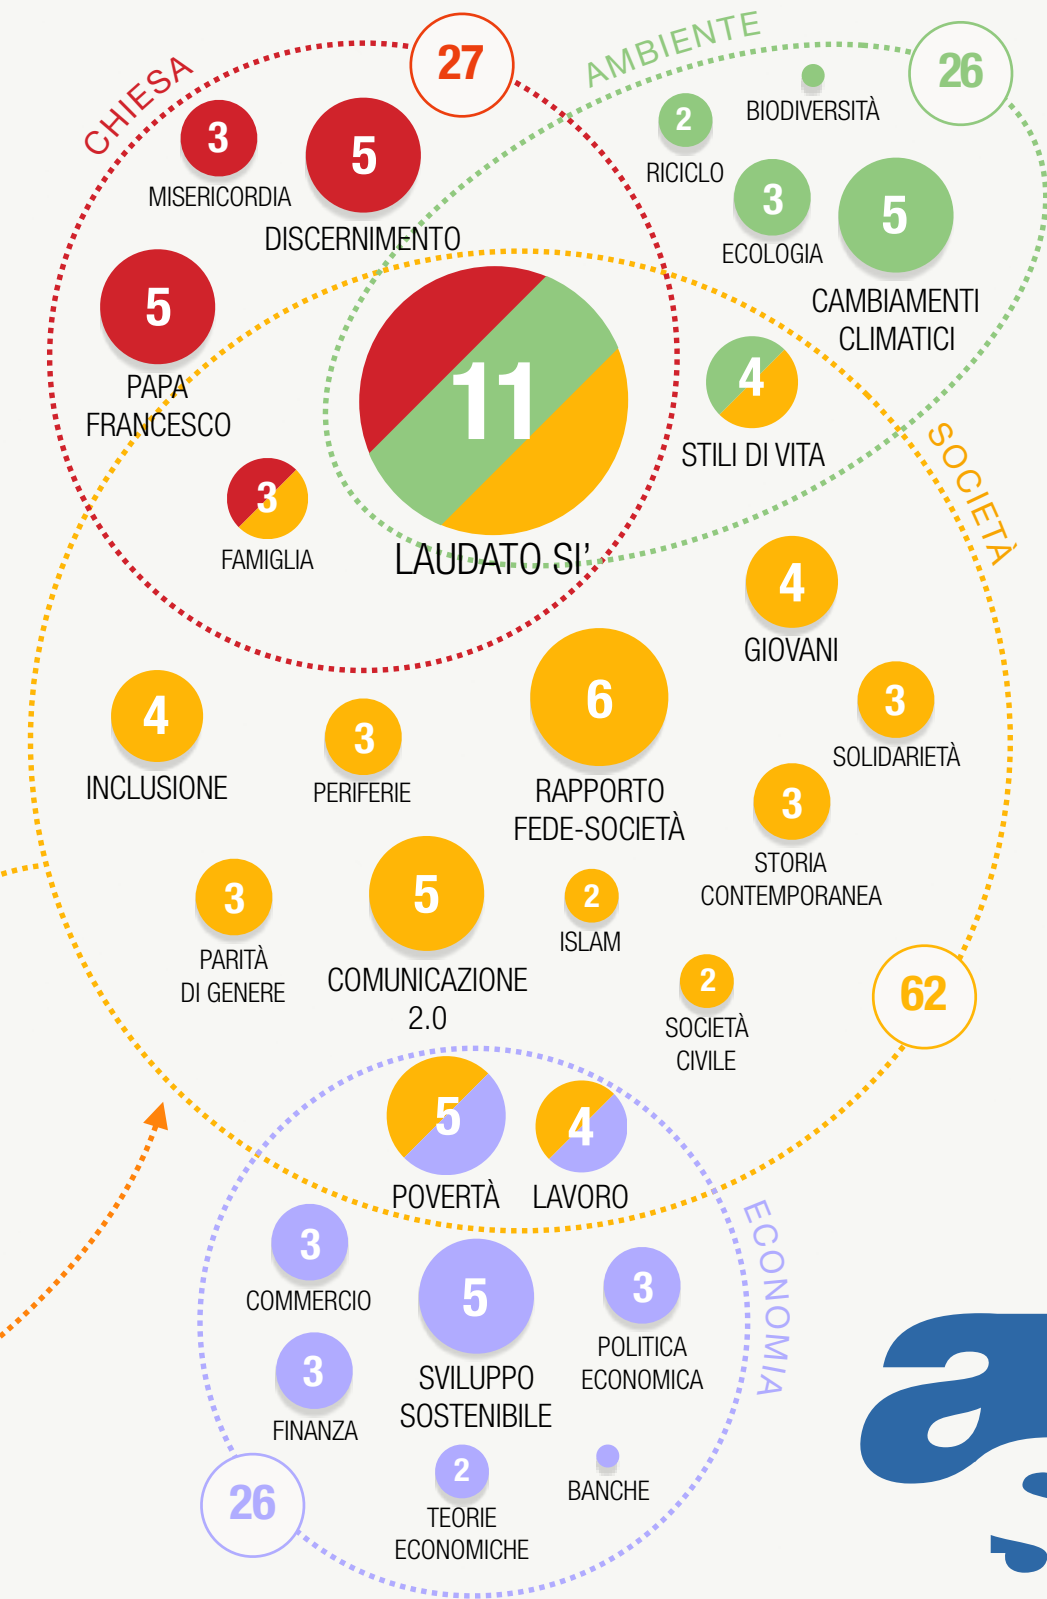 CHIESA
27
AMBIENTE
26
3
MISERICORDIA
5
DISCERNIMENTO
5
PAPA
FRANCESCO
2
RICICLO
BIODIVERSITÀ
3
ECOLOGIA
5
CAMBIAMENTI
CLIMATICI
11
LAUDATO SI'
4
STILI DI VITA
3
FAMIGLIA
SOCIETÀ
4
GIOVANI
4
INCLUSIONE
3
PERIFERIE
6
RAPPORTO
FEDE-SOCIETÀ
3
SOLIDARIETÀ
3
STORIA
CONTEMPORANEA
3
PARITÀ
DI GENERE
5
COMUNICAZIONE
2.0
2
ISLAM
2
SOCIETÀ
CIVILE
62
5
POVERTÀ
4
LAVORO
ECONOMIA
3
COMMERCIO
5
SVILUPPO
SOSTENIBILE
3
POLITICA
ECONOMICA
3
FINANZA
2
TEORIE
ECONOMICHE
BANCHE
26
a